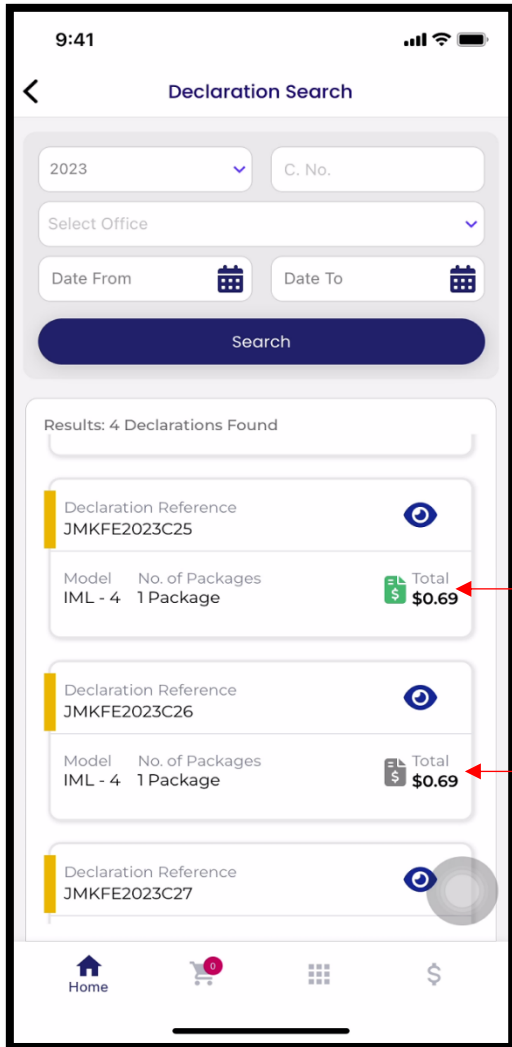 9:41
Declaration Search
2023 C. No.
Select Office
Date From Date To
Search
Results: 4 Declarations Found
Declaration Reference
JMKFE2023C25
Model No. of Packages Total
IML - 4 1 Package $ $0.69
Declaration Reference
JMKFE2023C26
Model No. of Packages Total
IML - 4 1 Package $ $0.69
Declaration Reference
JMKFE2023C27
0
$
Home